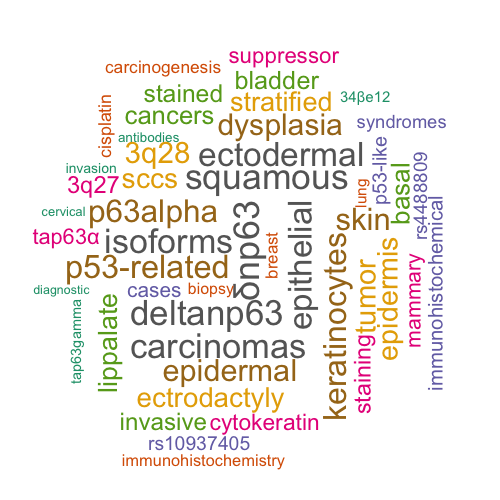 suppressor
carcinogenesis
bladder
stained
stratified
34βe12
cancers
cisplatin
dysplasia
syndromes
antibodies
3q28
ectodermal
p53-like
invasion
3q27
sccs
squamous
lung
basal
rs4488809
cervical
p63alpha
δnp63
epithelial
skin
tap63α
isoforms
breast
keratinocytes
tumor
epidermis
mammary
immunohistochemical
p53-related
diagnostic
tap63gamma
lippalate
cases
biopsy
deltanp63
staining
carcinomas
epidermal
ectrodactyly
invasive
cytokeratin
rs10937405
immunohistochemistry